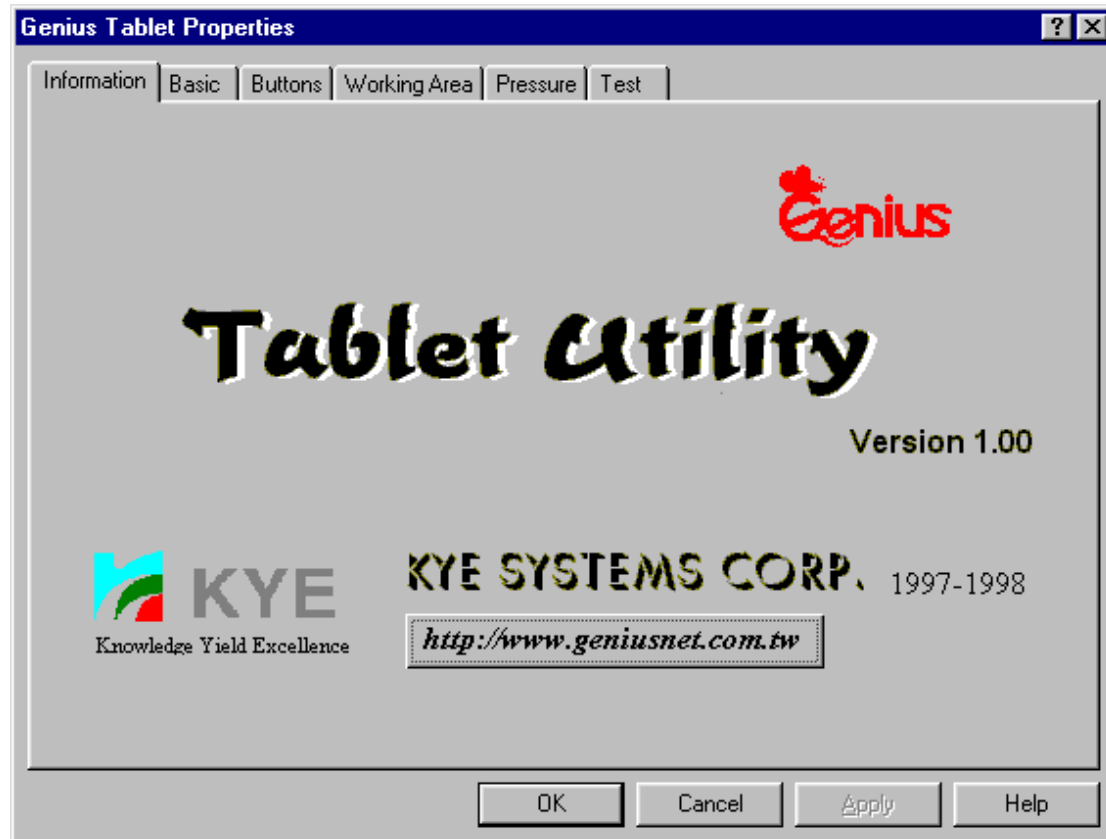 Genius Tablet Properties
Information Basic Buttons Working Area Pressure Test
Genius
Tablet Utility
Version 1.00
KYE
Knowledge Yield Excellence
KYE SYSTEMS CORP. 1997-1998
http://www.geniusnet.com.tw
OK Cancel Apply Help